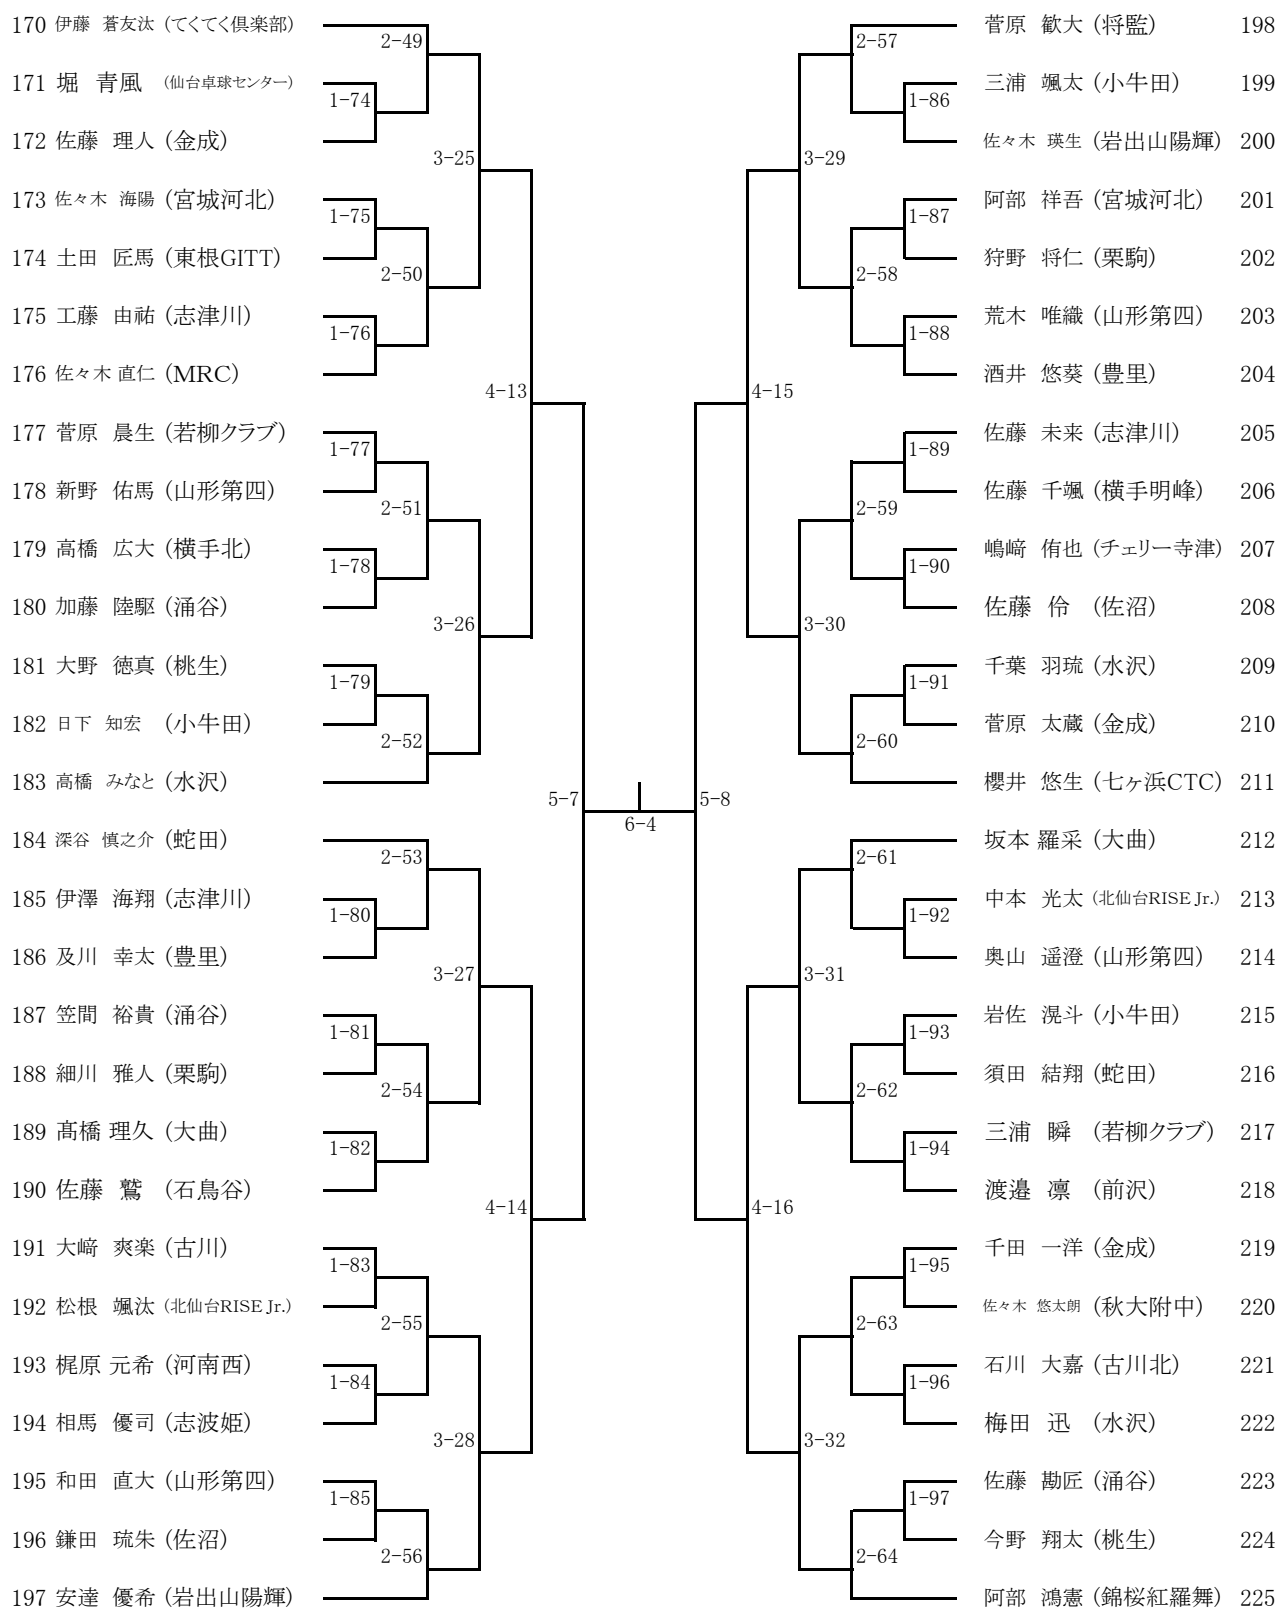 170 伊藤 蒼友汰 (てくてく倶楽部)
171 堀 青風 (仙台卓球センター)
172 佐藤 理人 (金成)
173 佐々木 海陽 (宮城河北)
174 土田 匠馬 (東根GITT)
175 工藤 由祐 (志津川)
176 佐々木 直仁 (MRC)
177 菅原 晨生 (若柳クラブ)
178 新野 佑馬 (山形第四)
179 高橋 広大 (横手北)
180 加藤 陸駆 (涌谷)
181 大野 徳真 (桃生)
182 日下 知宏 (小牛田)
183 高橋 みなと (水沢)
184 深谷 慎之介 (蛇田)
185 伊澤 海翔 (志津川)
186 及川 幸太 (豊里)
187 笠間 裕貴 (涌谷)
188 細川 雅人 (栗駒)
189 髙橋 理久 (大曲)
190 佐藤 鷲 (石鳥谷)
191 大﨑 爽楽 (古川)
192 松根 颯汰 (北仙台RISE Jr.)
193 梶原 元希 (河南西)
194 相馬 優司 (志波姫)
195 和田 直大 (山形第四)
196 鎌田 琉朱 (佐沼)
197 安達 優希 (岩出山陽輝)
1-74
1-75
1-76
1-77
1-78
1-79
1-80
1-81
1-82
1-83
1-84
1-85
2-49
2-50
2-51
2-52
2-53
2-54
2-55
2-56
3-25
3-26
3-27
3-28
4-13
4-14
5-7
6-4
5-8
4-15
4-16
3-29
3-30
3-31
3-32
2-57
2-58
2-59
2-60
2-61
2-62
2-63
2-64
1-86
1-87
1-88
1-89
1-90
1-91
1-92
1-93
1-94
1-95
1-96
1-97
菅原 歓大 (将監) 198
三浦 颯太 (小牛田) 199
佐々木 瑛生 (岩出山陽輝) 200
阿部 祥吾 (宮城河北) 201
狩野 将仁 (栗駒) 202
荒木 唯織 (山形第四) 203
酒井 悠葵 (豊里) 204
佐藤 未来 (志津川) 205
佐藤 千颯 (横手明峰) 206
嶋﨑 侑也 (チェリー寺津) 207
佐藤 伶 (佐沼) 208
千葉 羽琉 (水沢) 209
菅原 太蔵 (金成) 210
櫻井 悠生 (七ヶ浜CTC) 211
坂本 羅采 (大曲) 212
中本 光太 (北仙台RISE Jr.) 213
奥山 遥澄 (山形第四) 214
岩佐 滉斗 (小牛田) 215
須田 結翔 (蛇田) 216
三浦 瞬 (若柳クラブ) 217
渡邉 凛 (前沢) 218
千田 一洋 (金成) 219
佐々木 悠太朗 (秋大附中) 220
石川 大嘉 (古川北) 221
梅田 迅 (水沢) 222
佐藤 勘匠 (涌谷) 223
今野 翔太 (桃生) 224
阿部 鴻憲 (錦桜紅羅舞) 225